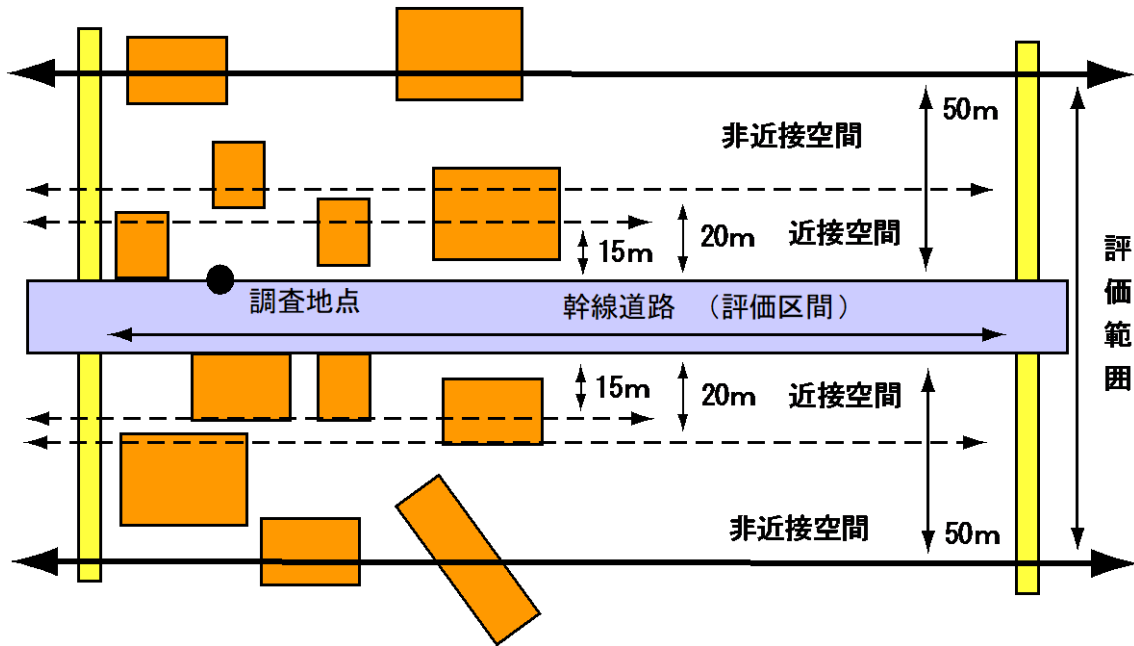 50m
非近接空間
20m
近接空間
15m
調査地点
幹線道路 （評価区間）
評価範囲
15m
20m
近接空間
非近接空間
50m